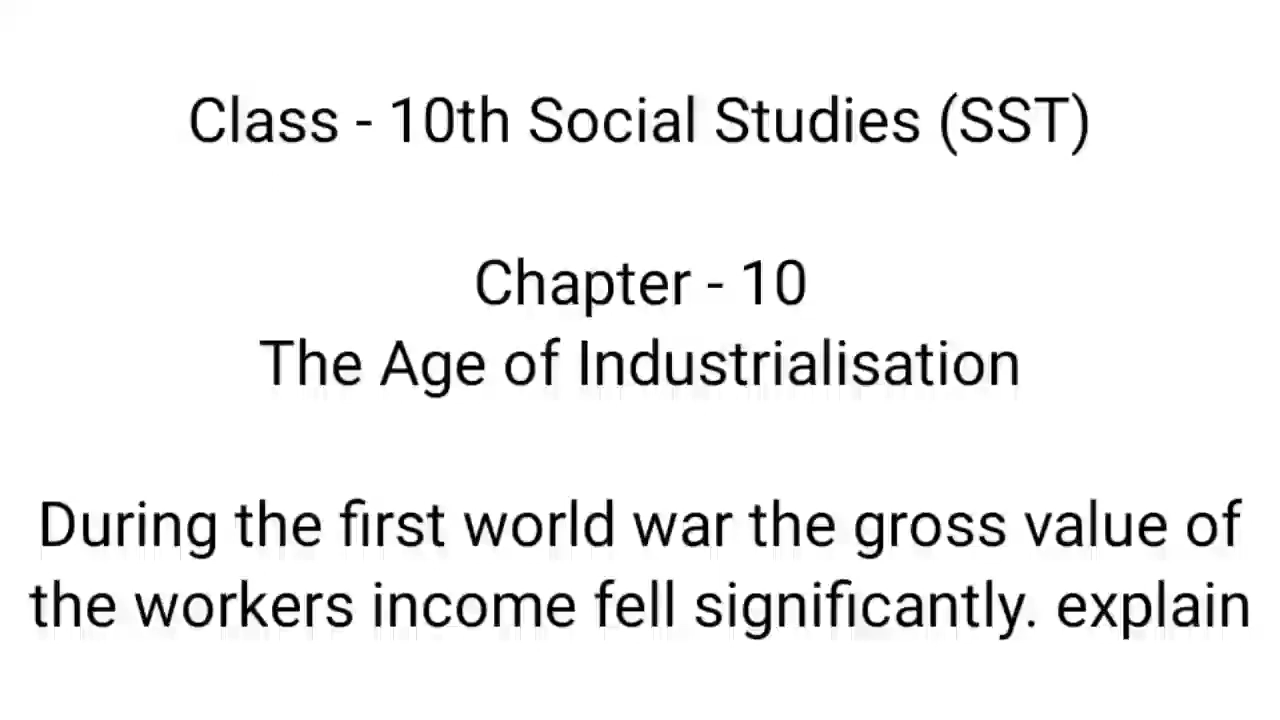 Class - 10th Social Studies (SST)
Chapter - 10
The Age of Industrialisation
During the first world war the gross value of
the workers income fell significantly. explain